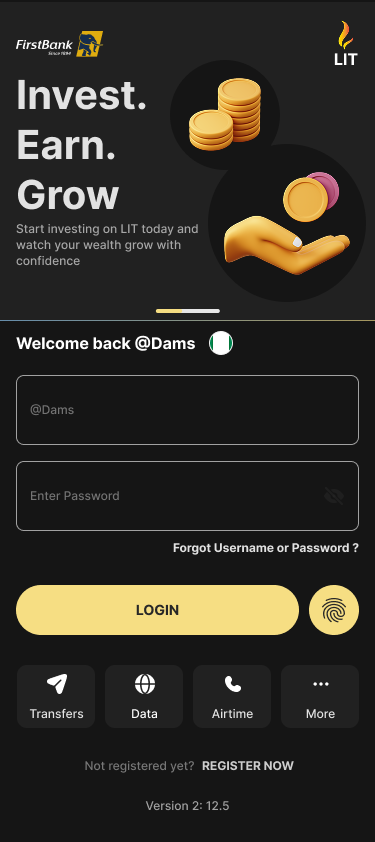 FirstBank
Since 1894
LIT
Invest.
Earn.
Grow
Start investing on LIT today and
watch your wealth grow with
confidence
Welcome back @Dams
@Dams
Enter Password
Forgot Username or Password ?
LOGIN
Transfers
Data
Airtime
More
Not registered yet? REGISTER NOW
Version 2: 12.5